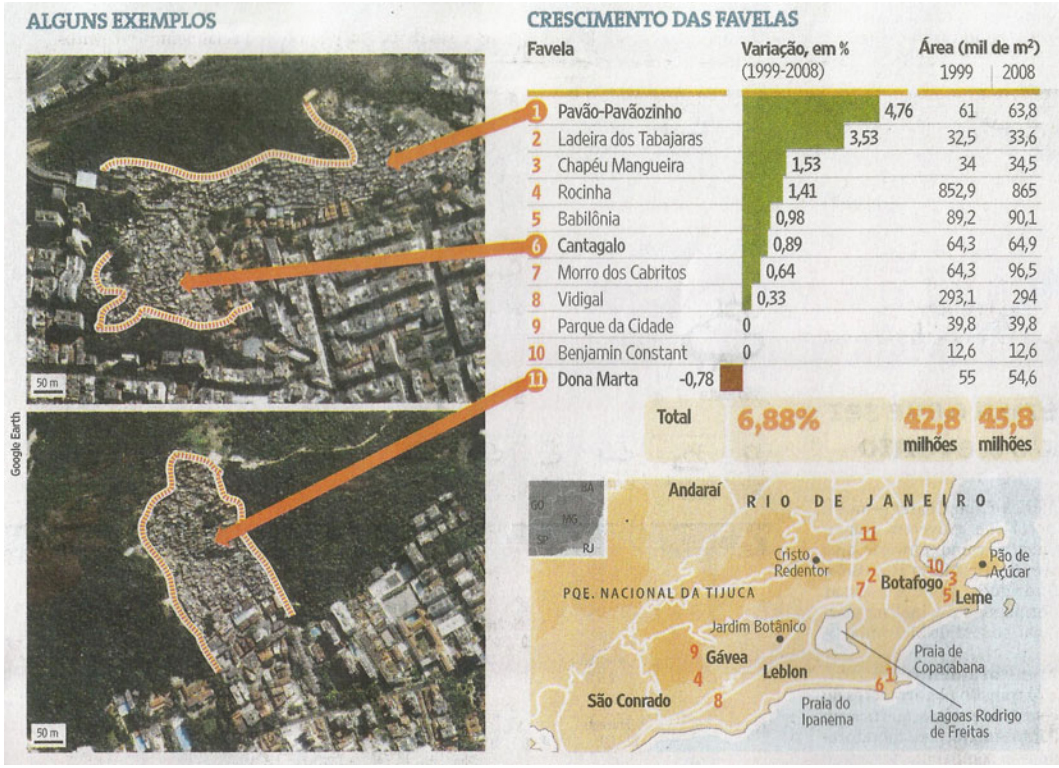 ALGUNS EXEMPLOS
50 m
50 m
Google Earth
CRESCIMENTO DAS FAVELAS
Favela Variação, em % (1999-2008) Área (mil de m²) 1999 2008
1 Pavão-Pavãozinho 4,76 61 63,8
2 Ladeira dos Tabajaras 3,53 32,5 33,6
3 Chapéu Mangueira 1,53 34 34,5
4 Rocinha 1,41 852,9 865
5 Babilônia 0,98 89,2 90,1
6 Cantagalo 0,89 64,3 64,9
7 Morro dos Cabritos 0,64 64,3 96,5
8 Vidigal 0,33 293,1 294
9 Parque da Cidade 0 39,8 39,8
10 Benjamin Constant 0 12,6 12,6
11 Dona Marta -0,78 55 54,6
Total 6,88% 42,8 45,8
milhões milhões
BA
GO
MG
SP
RJ
Andaraí
RIO DE JANEIRO
11
Cristo
Redentor
10
Pão de
Açúcar
2
7
Botafogo
3
5
Leme
PQE. NACIONAL DA TIJUCA
Jardim Botânico
9
Gávea
Leblon
Praia de
Copacabana
4
São Conrado
8
1
6
Praia do
Ipanema
Lagoas Rodrigo
de Freitas